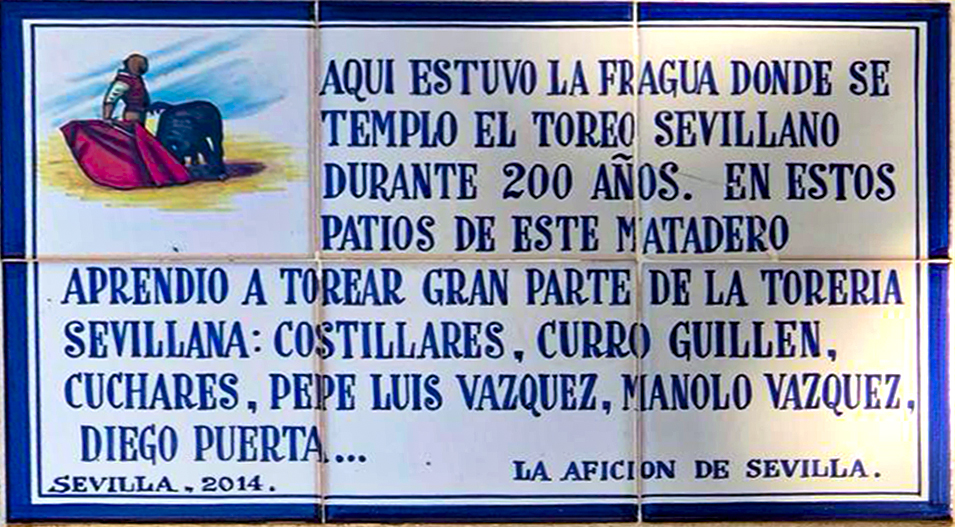 AQUI ESTUVO LA FRAGUA DONDE SE
TEMPLO EL TOREO SEVILLANO
DURANTE 200 AÑOS. EN ESTOS
PATIOS DE ESTE MATADERO
APRENDIO A TOREAR GRAN PARTE DE LA TORERIA
SEVILLANA: COSTILLARES, CURRO GUILLEN,
CUCHARES, PEPE LUIS VAZQUEZ, MANOLO VAZQUEZ,
DIEGO PUERTA...
SEVILLA, 2014.
LA AFICION DE SEVILLA.